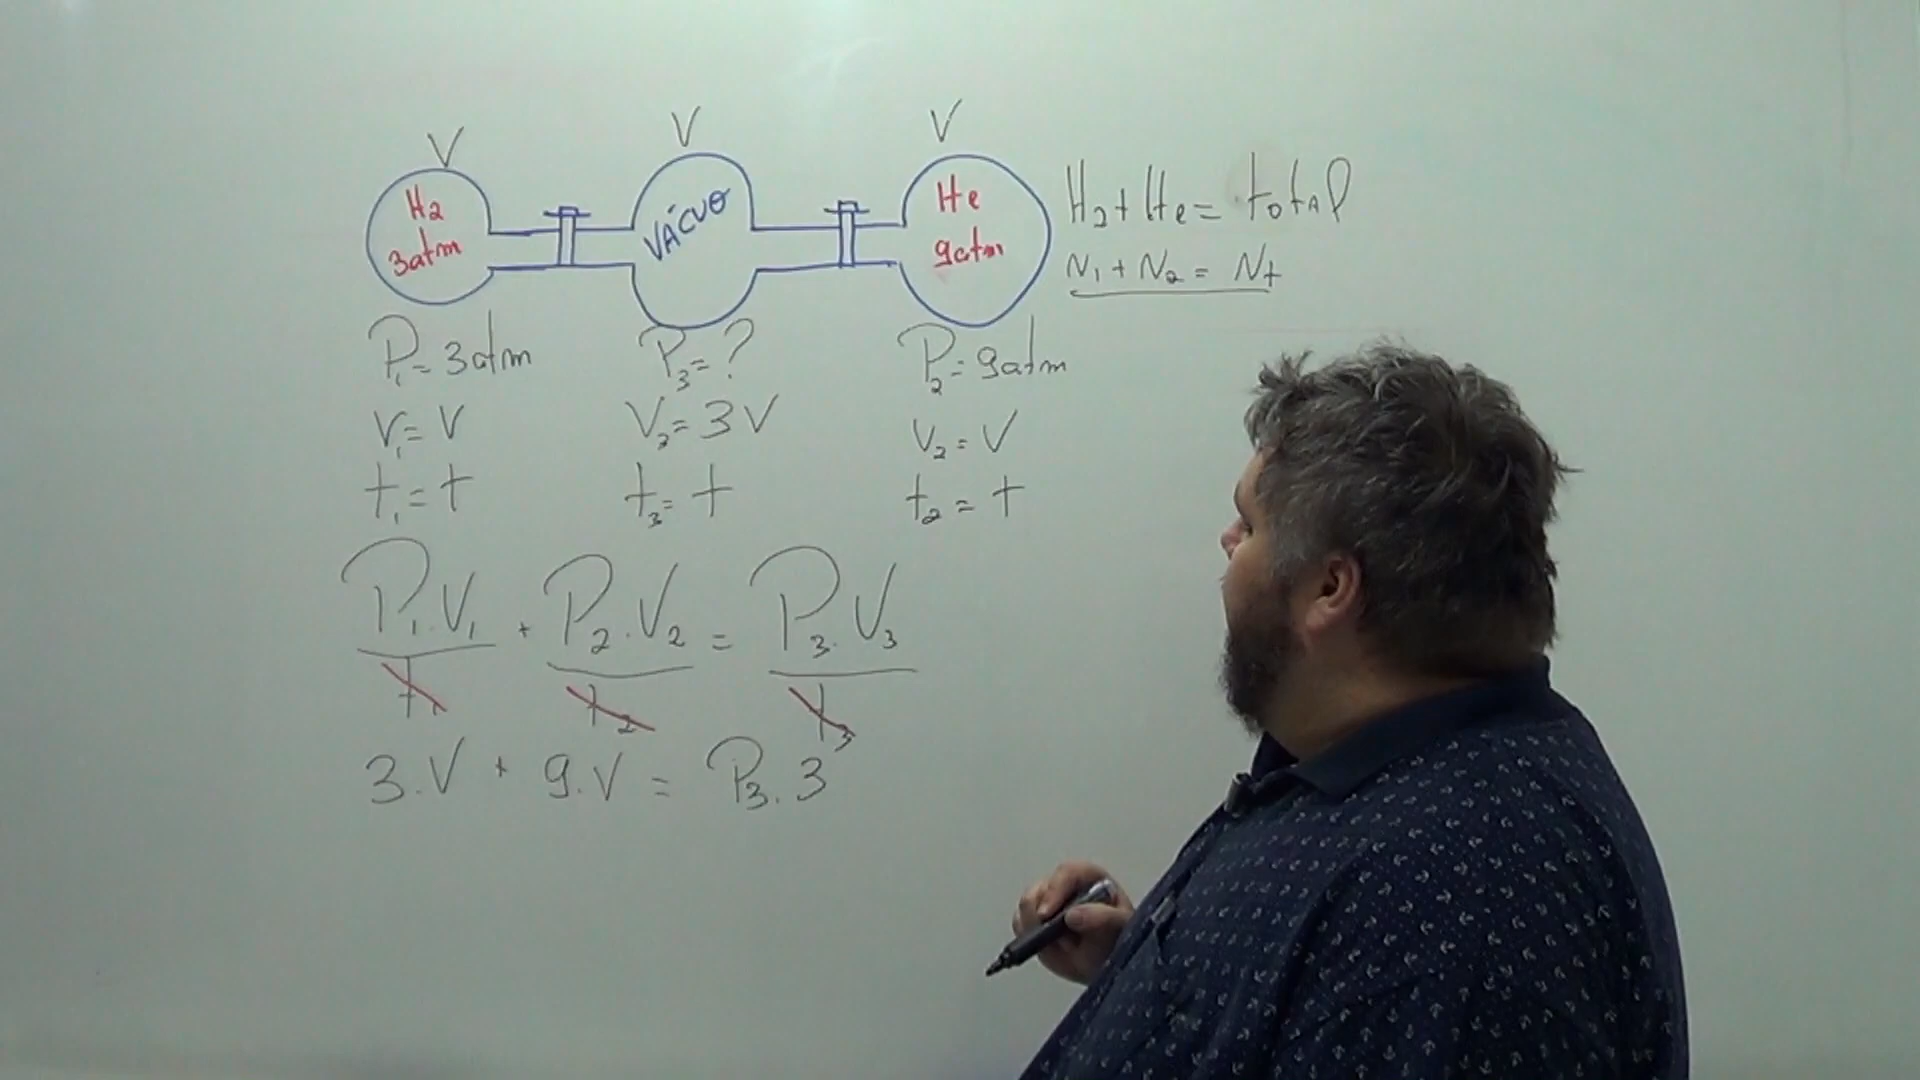 V V V
H2 VÁCUO He
3atm 9atm
H2 + He = total
N1 + N2 = Nt
P1 = 3atm P3 = ? P2 = 9atm
V1 = V V2 = 3V V2 = V
t1 = t t3 = t t2 = t
P1.V1 + P2.V2 = P3.V3
t1 t2 t3
3.V + 9.V = P3.3